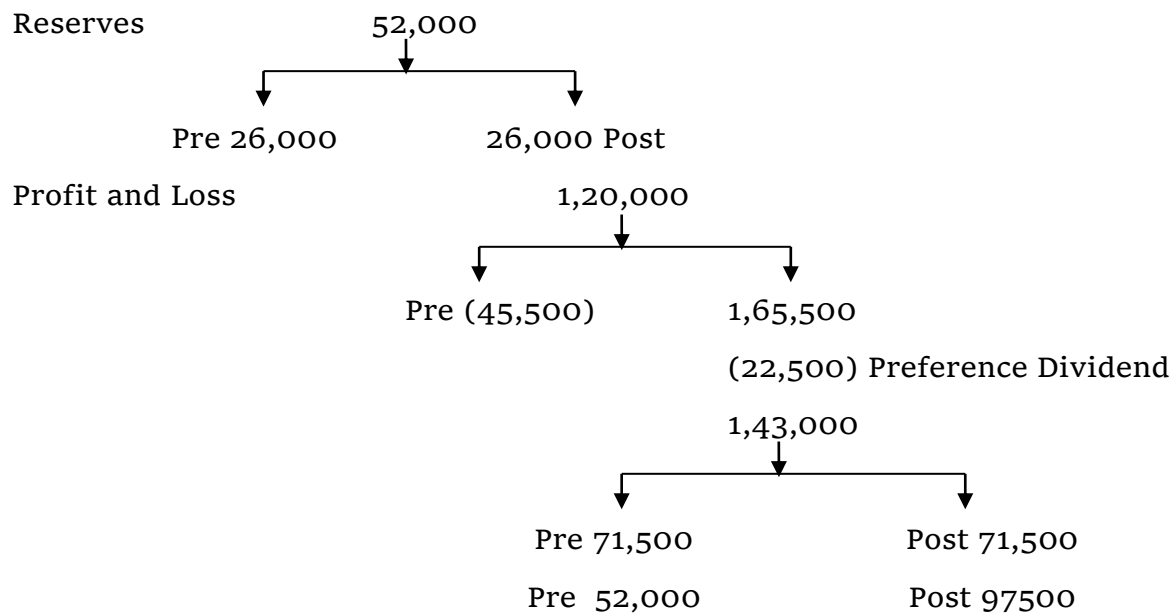 Reserves 52,000
Pre 26,000 26,000 Post
Profit and Loss 1,20,000
Pre (45,500) 1,65,500
(22,500) Preference Dividend
1,43,000
Pre 71,500 Post 71,500
Pre 52,000 Post 97500